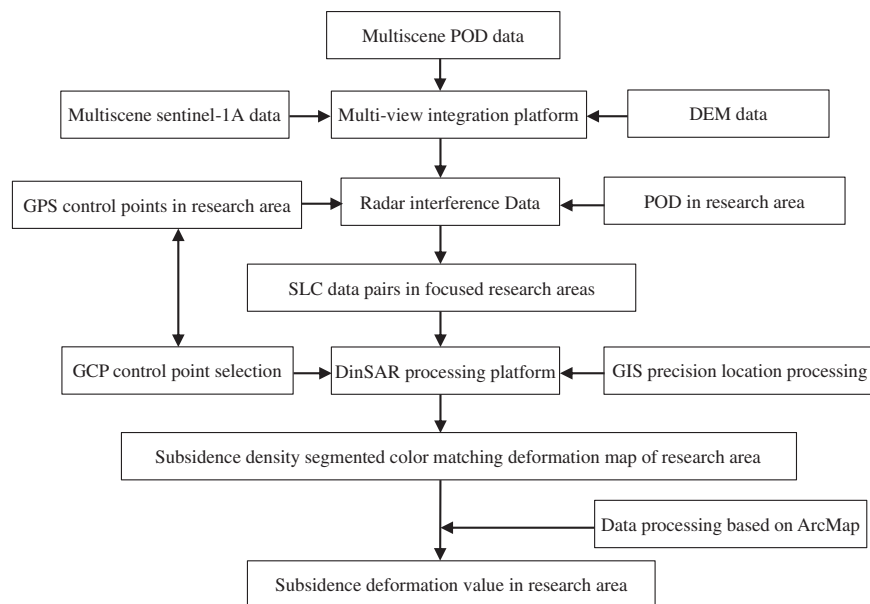 Multiscene POD data
Multiscene sentinel-1A data
Multi-view integration platform
DEM data
GPS control points in research area
Radar interference Data
POD in research area
SLC data pairs in focused research areas
GCP control point selection
DinSAR processing platform
GIS precision location processing
Subsidence density segmented color matching deformation map of research area
Data processing based on ArcMap
Subsidence deformation value in research area